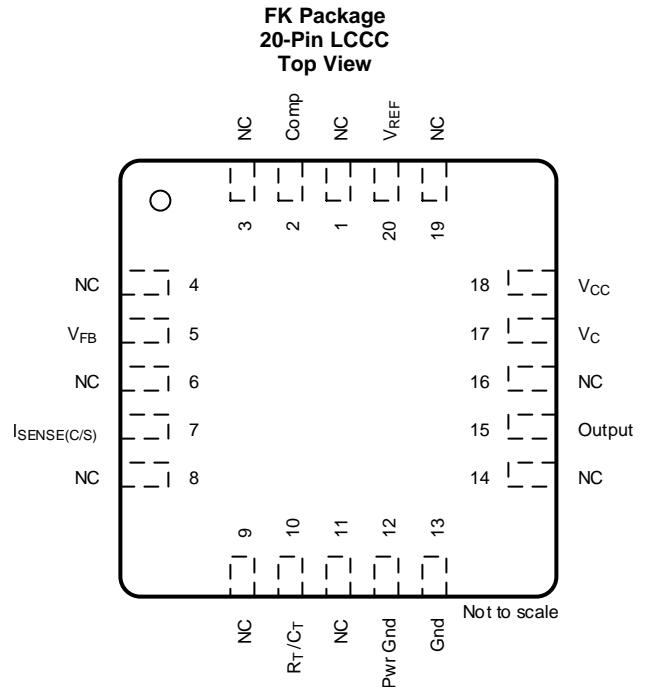 FK Package
20-Pin LCCC
Top View
NC
Comp
NC
VREF
NC
3
2
1
20
19
NC 4
VFB 5
NC 6
ISENSE(C/S) 7
NC 8
18 VCC
17 VC
16 NC
15 Output
14 NC
9
10
11
12
13
NC
RT/CT
NC
Pwr Gnd
Gnd
Not to scale